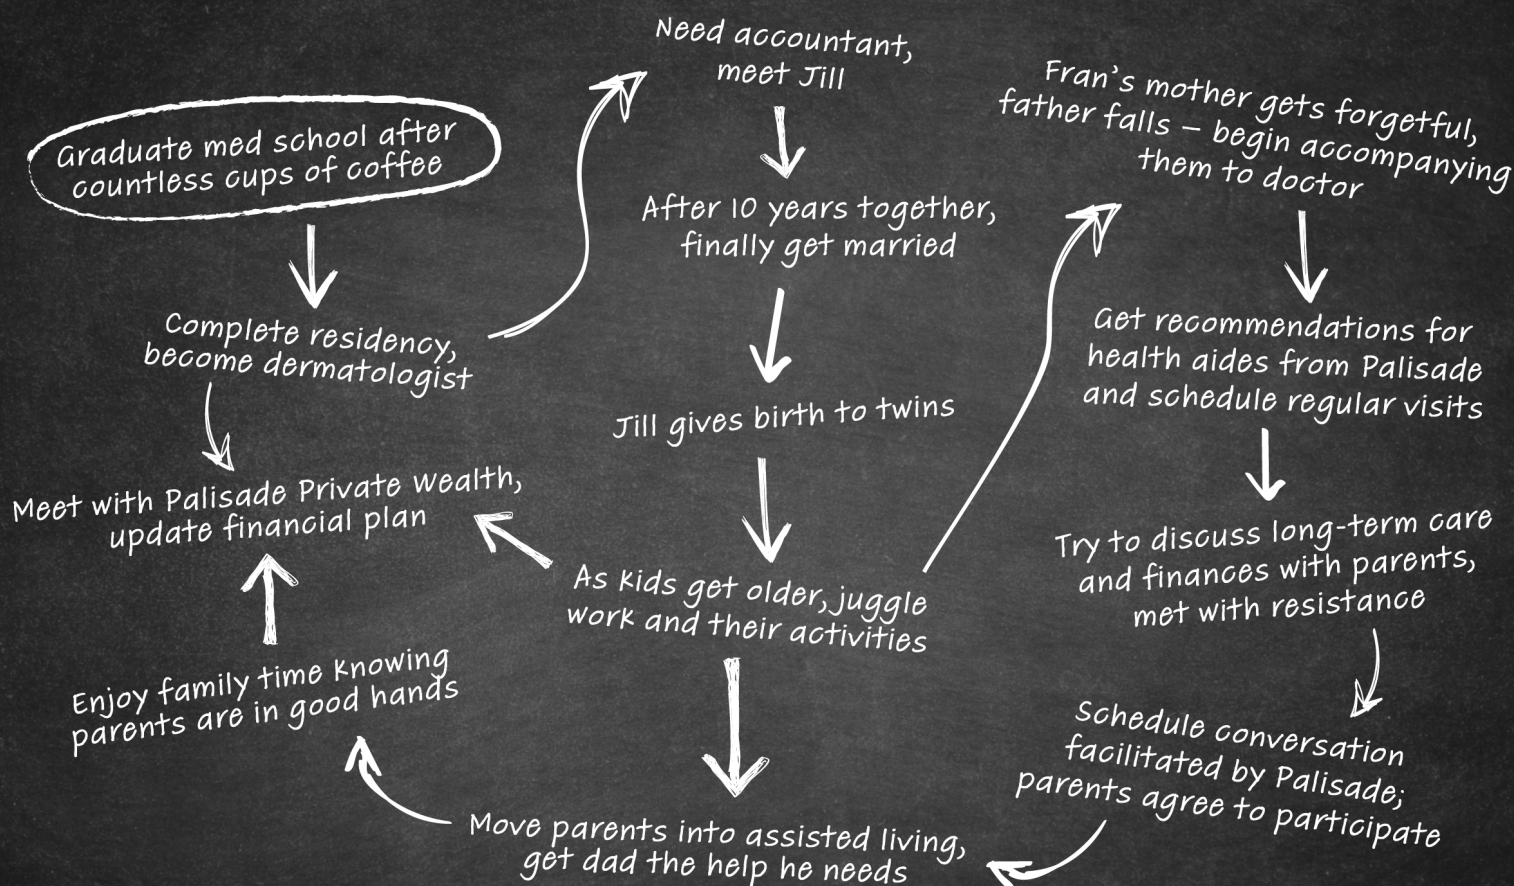 Graduate med school after
countless cups of coffee
Complete residency,
become dermatologist
Meet with Palisade Private Wealth,
update financial plan
Enjoy family time knowing
parents are in good hands
Need accountant,
meet Jill
After 10 years together,
finally get married
Jill gives birth to twins
As kids get older, juggle
work and their activities
Move parents into assisted living,
get dad the help he needs
Fran's mother gets forgetful,
father falls – begin accompanying
them to doctor
Get recommendations for
health aides from Palisade
and schedule regular visits
Try to discuss long-term care
and finances with parents,
met with resistance
Schedule conversation
facilitated by Palisade;
parents agree to participate